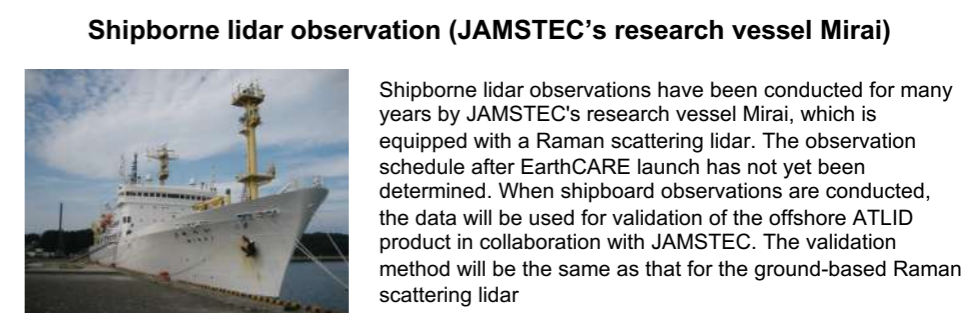 Shipborne lidar observation (JAMSTEC’s research vessel Mirai)
Shipborne lidar observations have been conducted for many
years by JAMSTEC's research vessel Mirai, which is
equipped with a Raman scattering lidar. The observation
schedule after EarthCARE launch has not yet been
determined. When shipboard observations are conducted,
the data will be used for validation of the offshore ATLID
product in collaboration with JAMSTEC. The validation
method will be the same as that for the ground-based Raman
scattering lidar